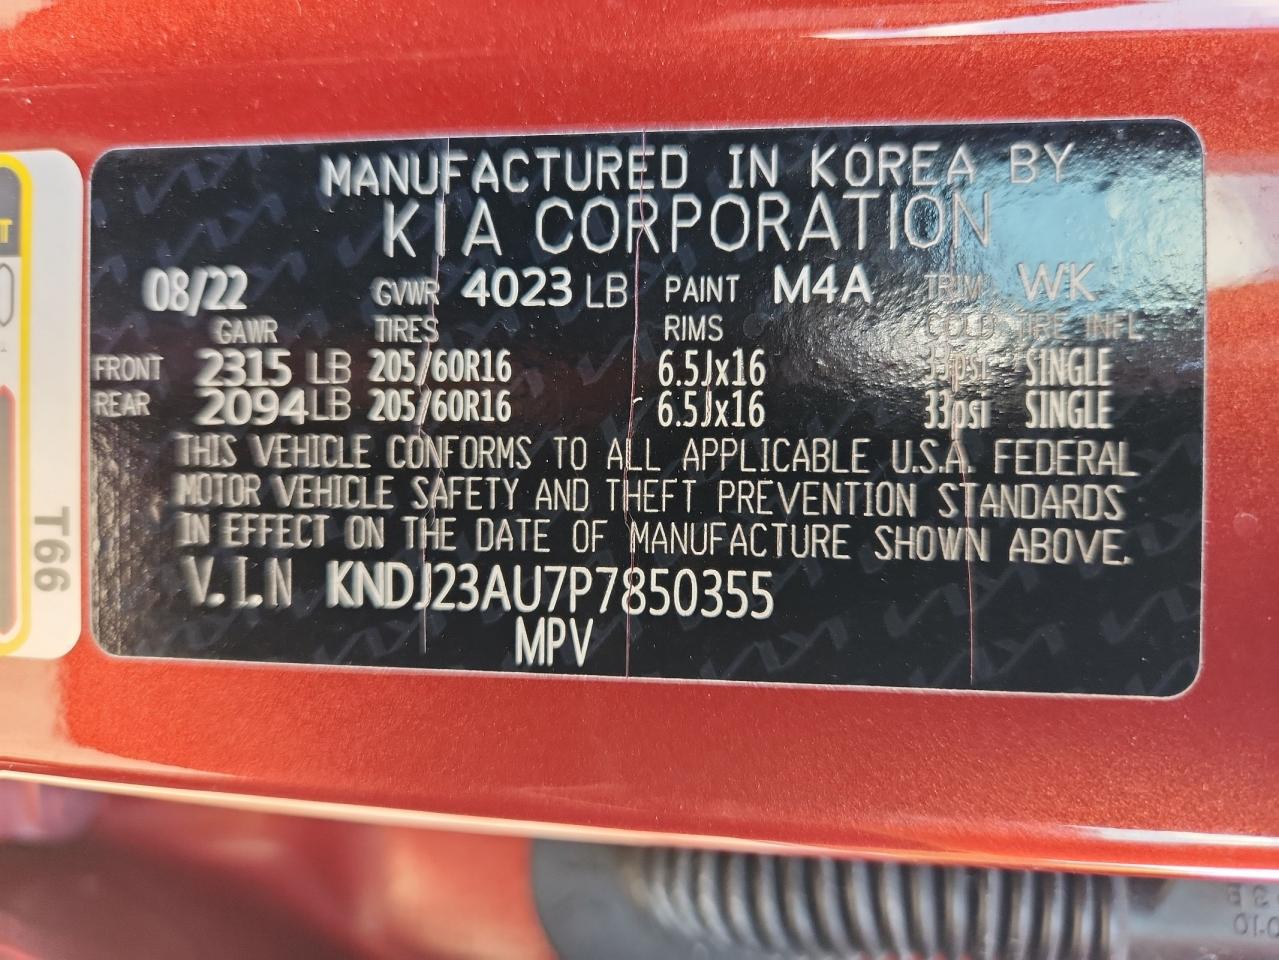 MANUFACTURED IN KOREA BY
KIA CORPORATION
08/22 GVWR 4023 LB PAINT M4A TRIM WK
GAWR TIRES RIMS COLD TIRE INFL
FRONT 2315 LB 205/60R16 6.5Jx16 33psi SINGLE
REAR 2094 LB 205/60R16 6.5Jx16 33psi SINGLE
THIS VEHICLE CONFORMS TO ALL APPLICABLE U.S.A. FEDERAL
MOTOR VEHICLE SAFETY AND THEFT PREVENTION STANDARDS
IN EFFECT ON THE DATE OF MANUFACTURE SHOWN ABOVE.
V.I.N KNDJ23AU7P7850355
MPV
T66